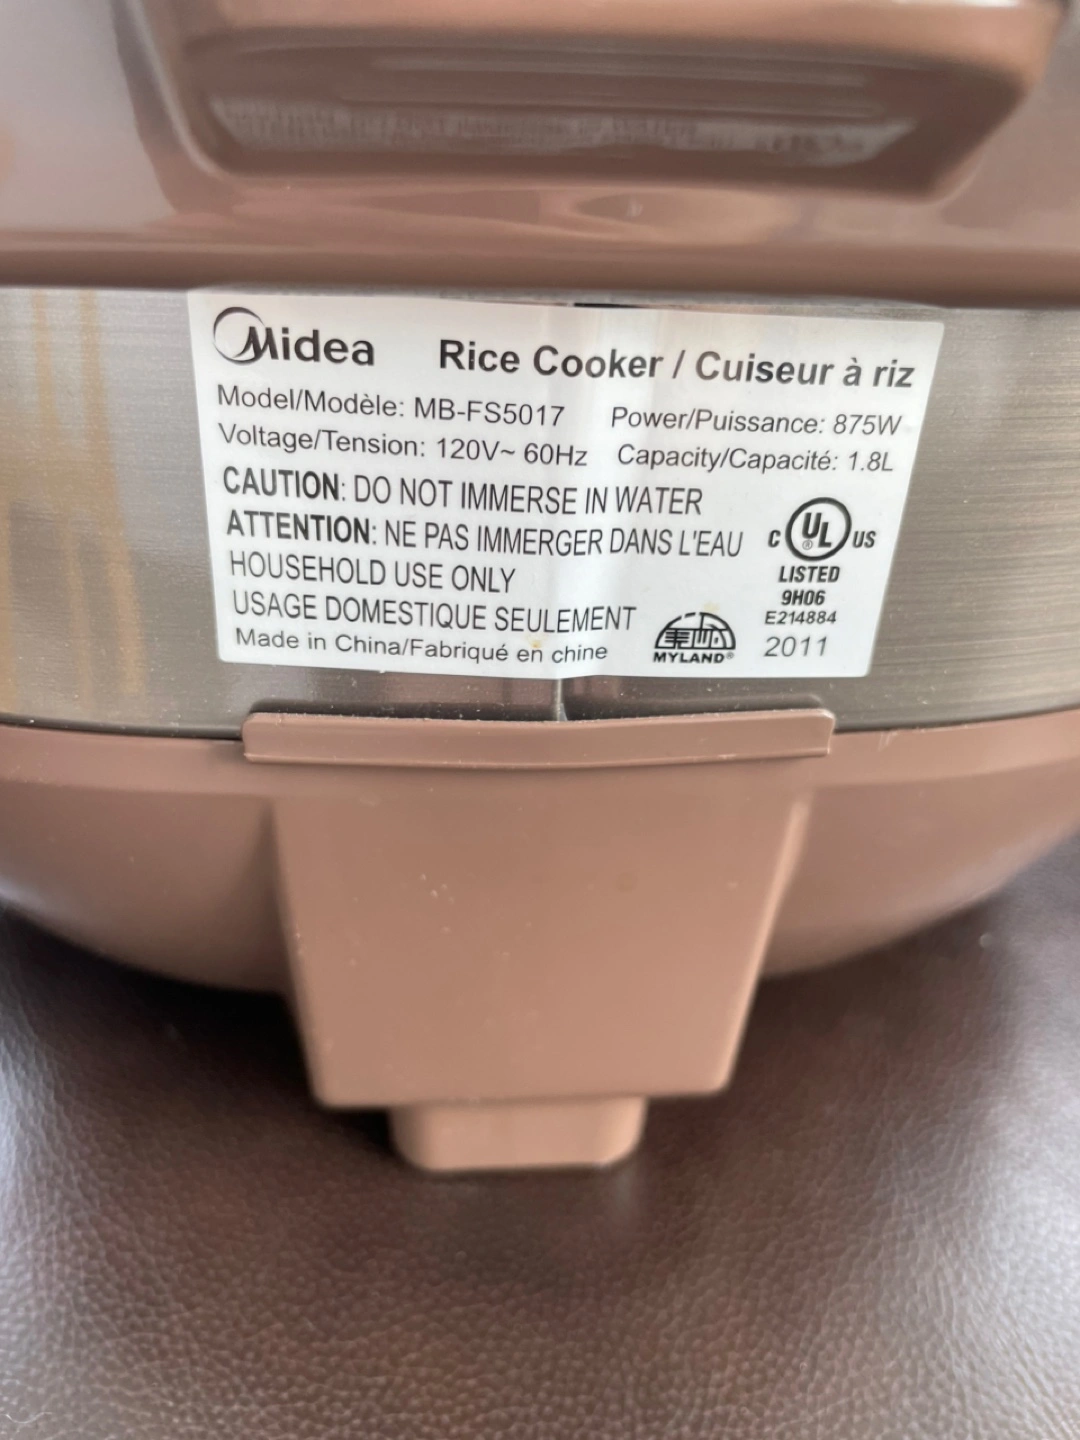 Midea Rice Cooker / Cuiseur à riz
Model/Modèle: MB-FS5017 Power/Puissance: 875W
Voltage/Tension: 120V~ 60Hz Capacity/Capacité: 1.8L
CAUTION: DO NOT IMMERSE IN WATER
ATTENTION: NE PAS IMMERGER DANS L'EAU
HOUSEHOLD USE ONLY
USAGE DOMESTIQUE SEULEMENT
Made in China/Fabriqué en chine
C UL® US
LISTED
9H06
E214884
2011
MYLAND®